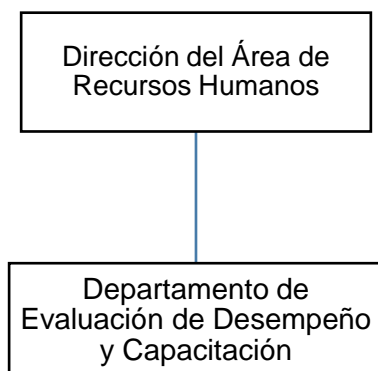 Dirección del Área de
Recursos Humanos
Departamento de
Evaluación de Desempeño
y Capacitación